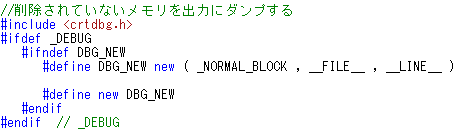 //削除されていないメモリを出力にダンプする
#include <crtdbg.h>
#ifdef _DEBUG
#ifndef DBG_NEW
#define DBG_NEW new ( _NORMAL_BLOCK , __FILE__ , __LINE__ )
#define new DBG_NEW
#endif
#endif // _DEBUG